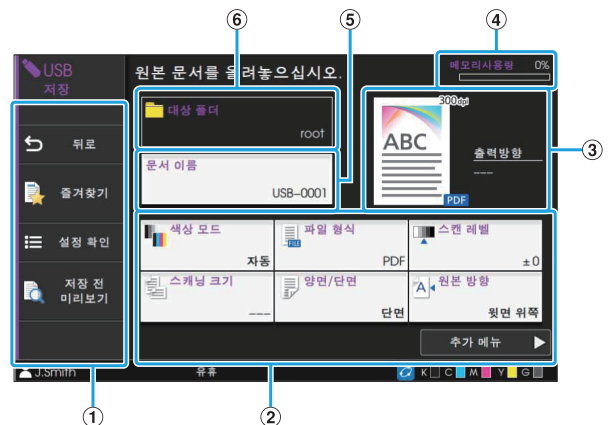 ⑥
⑤
④
USB
저장
원본 문서를 올려놓으십시오.
메모리사용량 0%
대상 폴더
root
문서 이름
USB-0001
300dpi
ABC
PDF
출력방향
---
③
뒤로
즐겨찾기
설정 확인
저장 전
미리보기
색상 모드
자동
파일 형식
FILE
PDF
스캔 레벨
±0
스캐닝 크기
---
양면/단면
단면
원본 방향
A
윗면 위쪽
추가 메뉴
J.Smith
유휴
K C M Y G
①
②